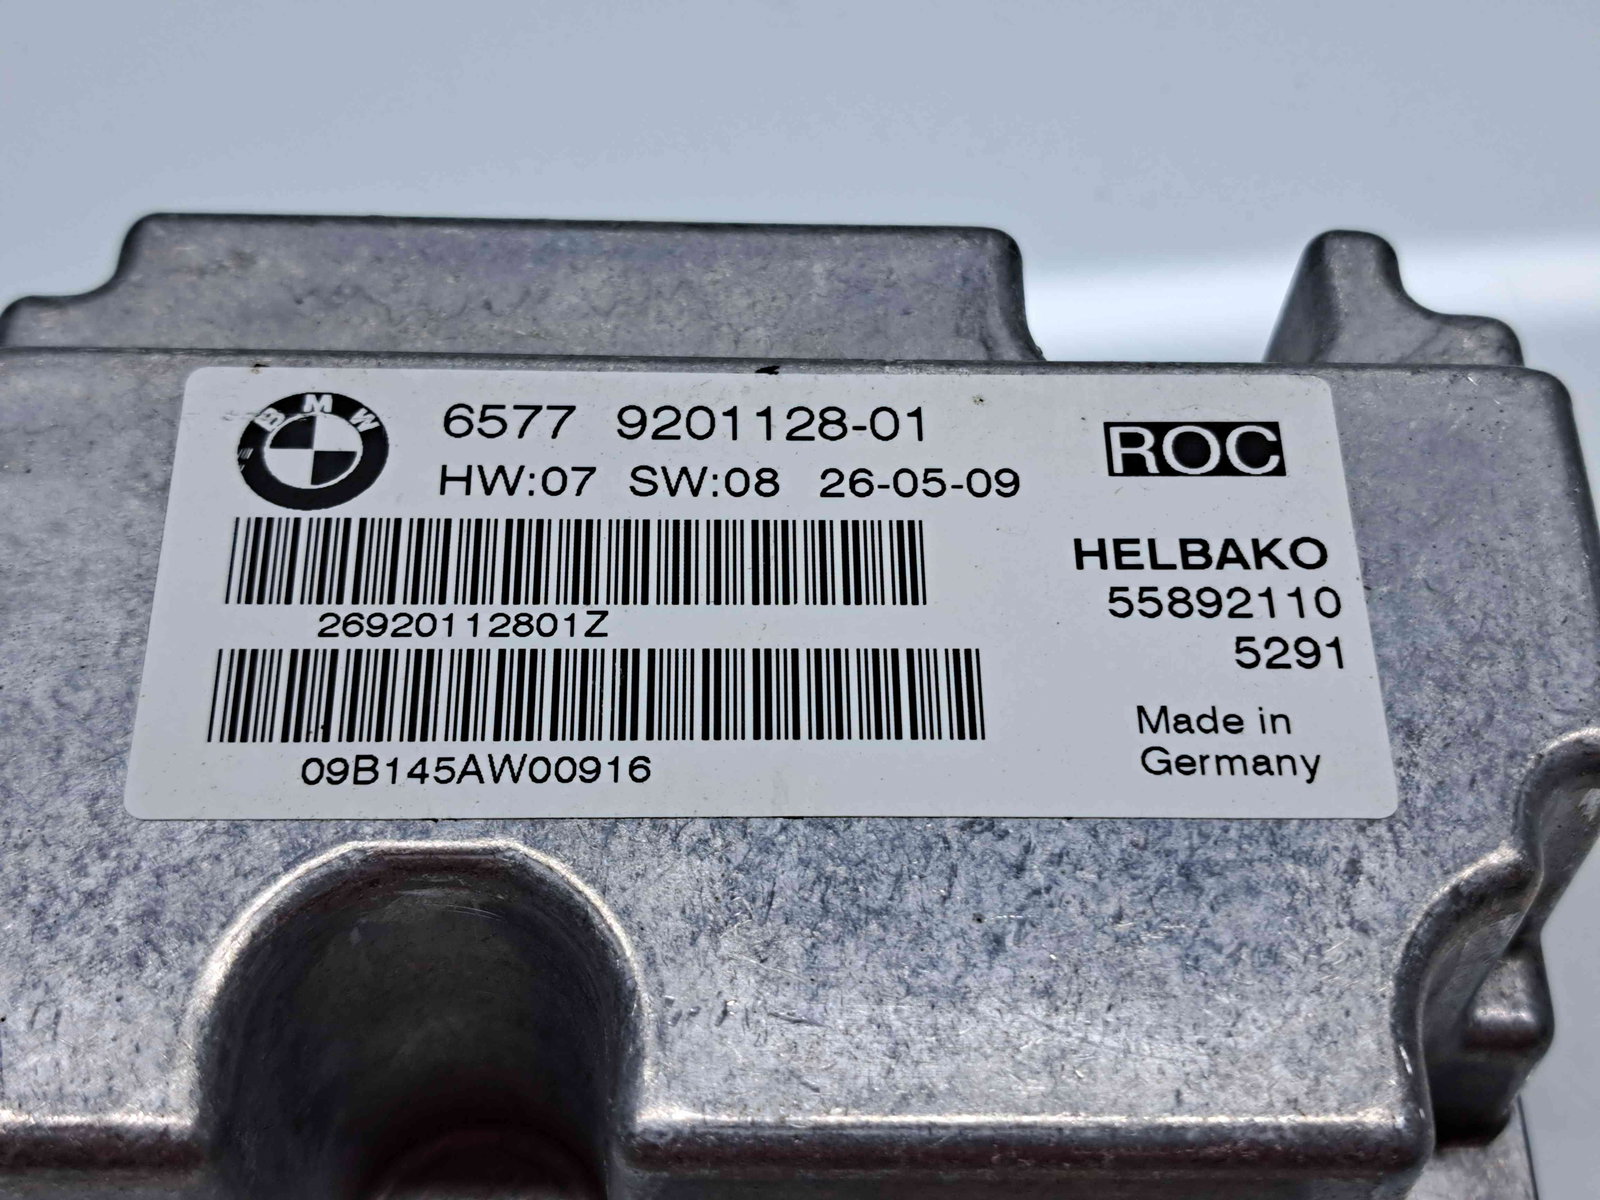 BMW
6577 9201128-01
HW:07 SW:08 26-05-09
ROC
26920112801Z
09B145AW00916
HELBAKO
55892110
5291
Made in
Germany